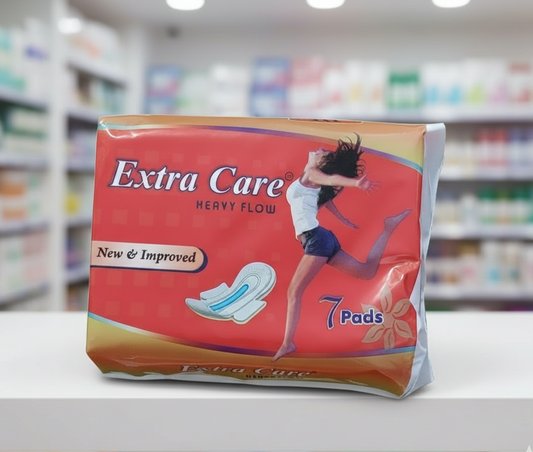 Extra Care
HEAVY FLOW
New & Improved
7 Pads
Extra Care